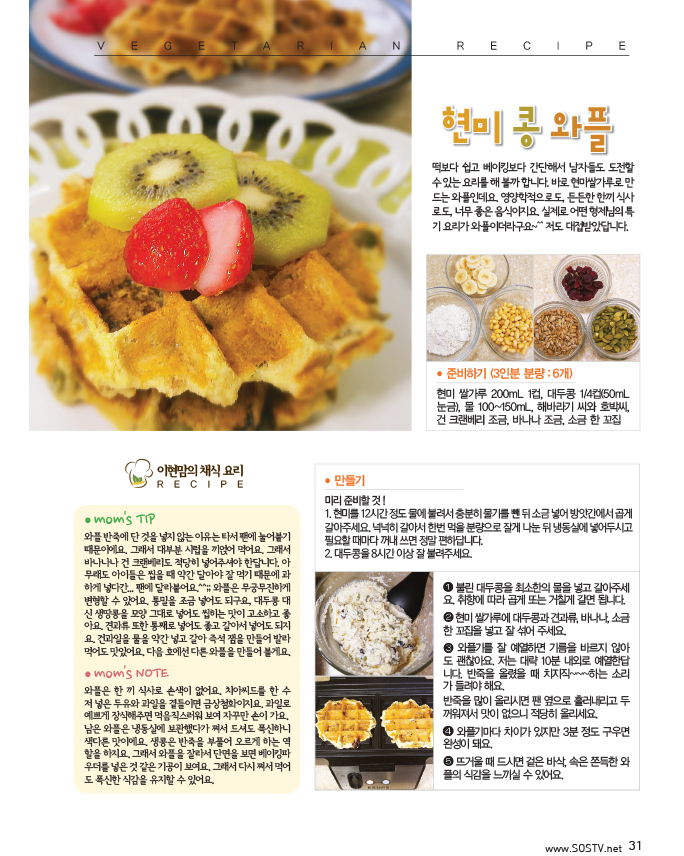 VEGETARIAN RECIPE
현미 콩 와플
떡보다 쉽고 베이킹보다 간단해서 남자들도 도전할
수 있는 요리를 해 볼까 합니다. 바로 현미쌀가루로 만
드는 와플인데요. 영양학적으로도, 든든한 한끼 식사
로도, 너무 좋은 음식이지요. 실제로 어떤 형제님의 특
기 요리가 와플이더라구요~^^ 저도 대접받았답니다.
• 준비하기 (3인분 분량 : 6개)
현미 쌀가루 200mL 1컵, 대두콩 1/4컵(50mL
눈금), 물 100~150mL, 해바라기 씨와 호박씨,
건 크랜베리 조금, 바나나 조금, 소금 한 꼬집
이현맘의 채식 요리
RECIPE
• mom's TIP
와플 반죽에 단 것을 넣지 않는 이유는 타서 팬에 눌어붙기
때문이에요. 그래서 대부분 시럽을 끼얹어 먹어요. 그래서
바나나나 건 크랜베리도 적당히 넣어주셔야 한답니다. 아
무래도 아이들은 씹을 때 약간 달아야 잘 먹기 때문에 과
하게 넣다간... 팬에 달라붙어요.^^;; 와플은 무궁무진하게
변형할 수 있어요. 통밀을 조금 넣어도 되구요, 대두콩 대
신 생땅콩을 모양 그대로 넣어도 씹히는 맛이 고소하고 좋
아요. 견과류 또한 통째로 넣어도 좋고 갈아서 넣어도 되지
요. 건과일을 물을 약간 넣고 갈아 즉석 잼을 만들어 발라
먹어도 맛있어요. 다음 호에선 다른 와플을 만들어 볼게요.
• mom's NOTE
와플은 한 끼 식사로 손색이 없어요. 치아씨드를 한 수
저 넣은 두유와 과일을 곁들이면 금상첨화이지요. 과일로
예쁘게 장식해주면 먹음직스러워 보여 자꾸만 손이 가요.
남은 와플은 냉동실에 보관했다가 쪄서 드셔도 폭신하니
색다른 맛이에요. 생콩은 반죽을 부풀어 오르게 하는 역
할을 하지요. 그래서 와플을 잘라서 단면을 보면 베이킹파
우더를 넣은 것 같은 기공이 보여요. 그래서 다시 쪄서 먹어
도 폭신한 식감을 유지할 수 있어요.
• 만들기
미리 준비할 것 !
1. 현미를 12시간 정도 물에 불려서 충분히 물기를 뺀 뒤 소금 넣어 방앗간에서 곱게
갈아주세요. 넉넉히 갈아서 한번 먹을 분량으로 잘게 나눈 뒤 냉동실에 넣어두시고
필요할 때마다 꺼내 쓰면 정말 편하답니다.
2. 대두콩을 8시간 이상 잘 불려주세요.
❶ 불린 대두콩을 최소한의 물을 넣고 갈아주세
요. 취향에 따라 곱게 또는 거칠게 갈면 됩니다.
❷ 현미 쌀가루에 대두콩과 견과류, 바나나, 소금
한 꼬집을 넣고 잘 섞어 주세요.
❸ 와플기를 잘 예열하면 기름을 바르지 않아
도 괜찮아요. 저는 대략 10분 내외로 예열한답
니다. 반죽을 올렸을 때 치지직~~~~하는 소리
가 들려야 해요.
반죽을 많이 올리시면 팬 옆으로 흘러내리고 두
꺼워져서 맛이 없으니 적당히 올리세요.
❹ 와플기마다 차이가 있지만 3분 정도 구우면
완성이 돼요.
❺ 뜨거울 때 드시면 겉은 바삭, 속은 쫀득한 와
플의 식감을 느끼실 수 있어요.
www.SOSTV.net 31